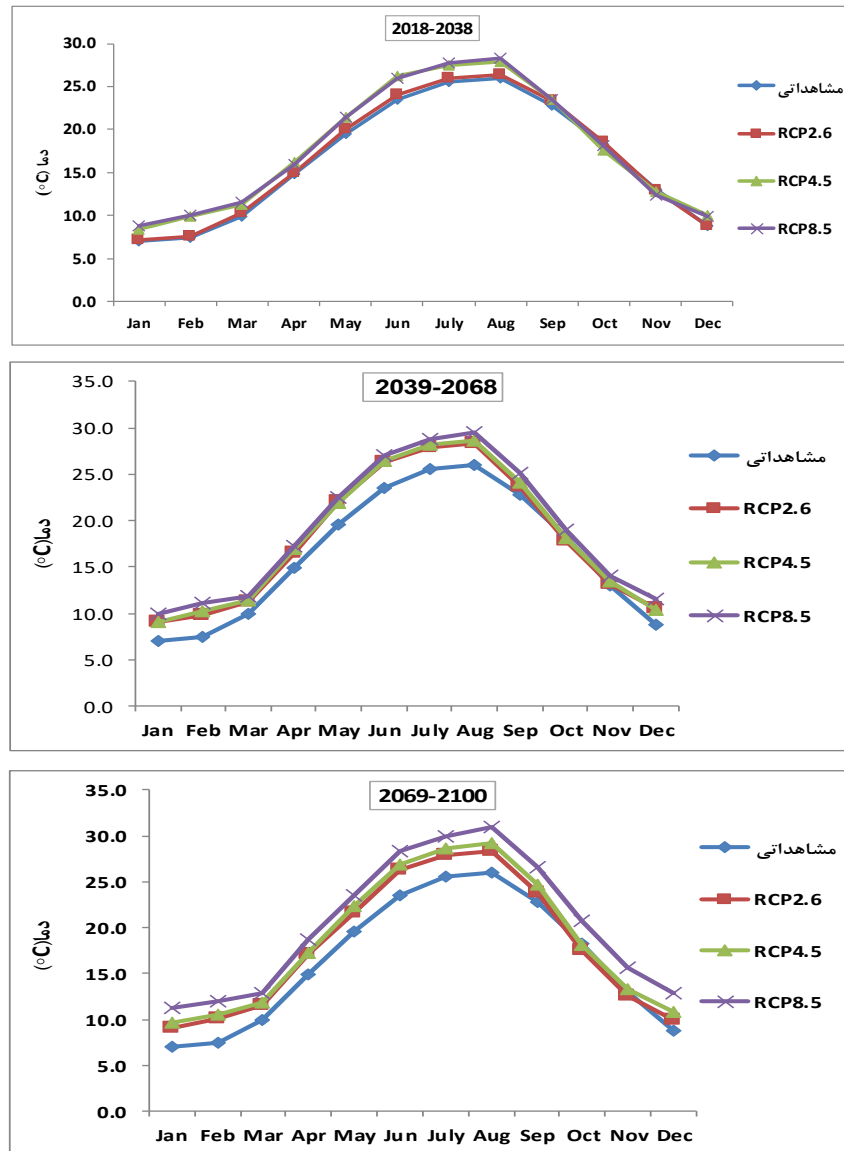 2018-2038
30.0
25.0
20.0
15.0
10.0
5.0
0.0
دما (°C)
Jan Feb Mar Apr May Jun July Aug Sep Oct Nov Dec
مشاهداتی
RCP2.6
RCP4.5
RCP8.5
2039-2068
35.0
30.0
25.0
20.0
15.0
10.0
5.0
0.0
دما(°C)
Jan Feb Mar Apr May Jun July Aug Sep Oct Nov Dec
مشاهداتی
RCP2.6
RCP4.5
RCP8.5
2069-2100
35.0
30.0
25.0
20.0
15.0
10.0
5.0
0.0
دما(°C)
Jan Feb Mar Apr May Jun July Aug Sep Oct Nov Dec
مشاهداتی
RCP2.6
RCP4.5
RCP8.5